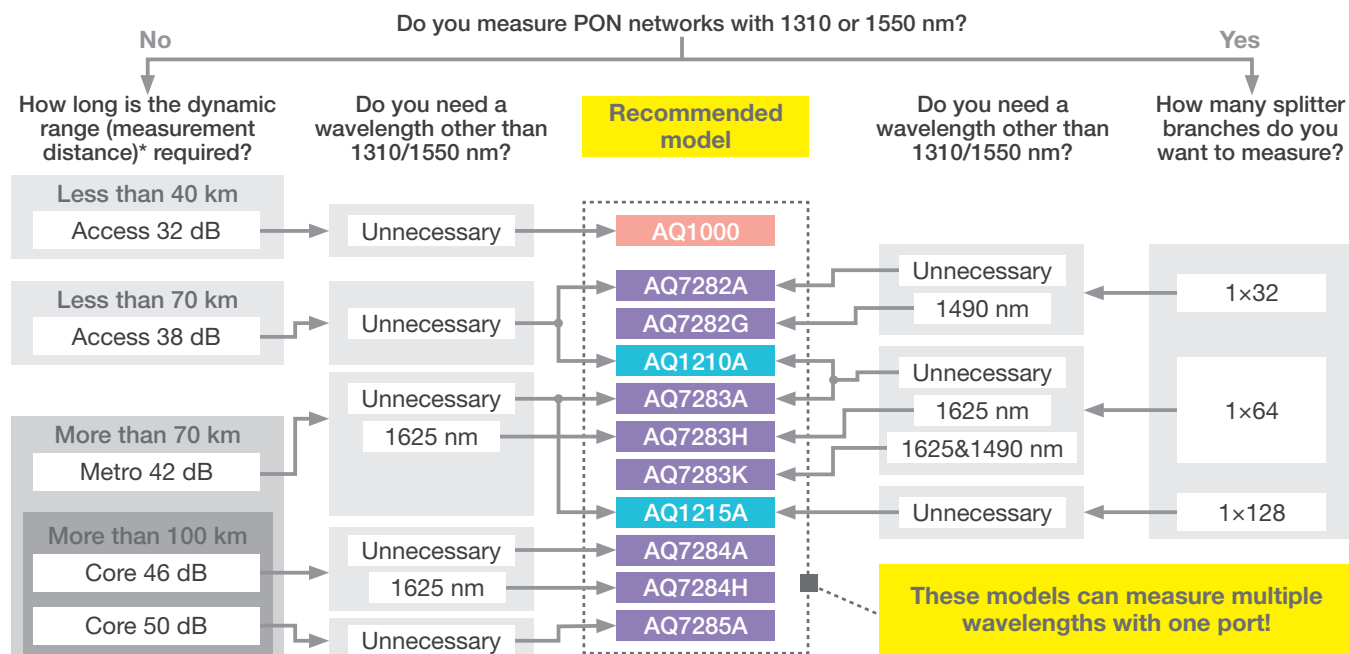 Do you measure PON networks with 1310 or 1550 nm?
No
Yes
How long is the dynamic
range (measurement
distance)* required?
Do you need a
wavelength other than
1310/1550 nm?
Recommended
model
Do you need a
wavelength other than
1310/1550 nm?
How many splitter
branches do you
want to measure?
Less than 40 km
Access 32 dB
Unnecessary
AQ1000
Less than 70 km
Access 38 dB
Unnecessary
AQ7282A
AQ7282G
AQ1210A
Unnecessary
1490 nm
1×32
More than 70 km
Metro 42 dB
Unnecessary
1625 nm
AQ7283A
AQ7283H
AQ7283K
AQ1215A
Unnecessary
1625 nm
1625&1490 nm
1×64
Unnecessary
1×128
More than 100 km
Core 46 dB
Unnecessary
1625 nm
AQ7284A
AQ7284H
Core 50 dB
Unnecessary
AQ7285A
These models can measure multiple
wavelengths with one port!